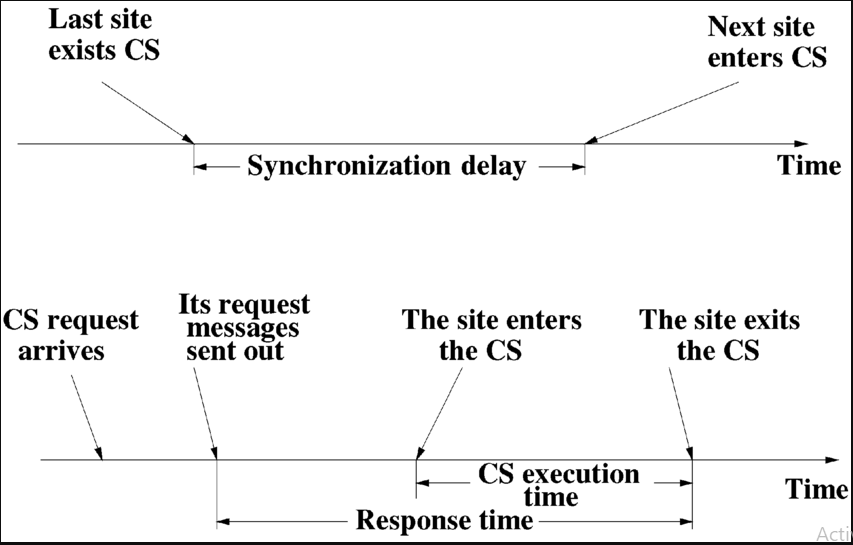 Last site
exists CS
Next site
enters CS
Synchronization delay
Time
CS request
arrives
Its request
messages
sent out
The site enters
the CS
The site exits
the CS
CS execution
time
Time
Response time